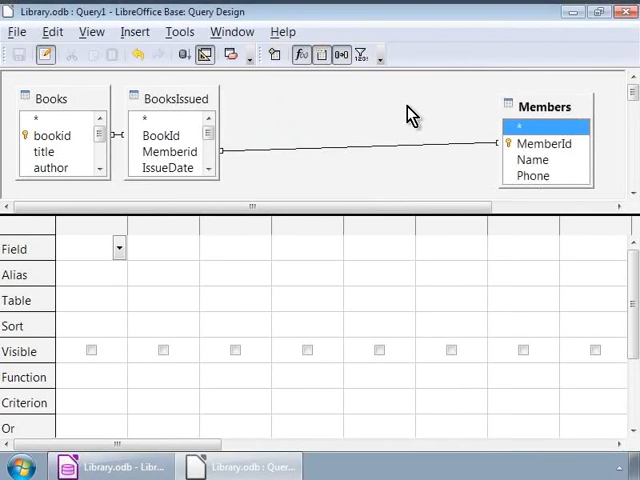 Library.odb : Query1 - LibreOffice Base: Query Design
File Edit View Insert Tools Window Help
f(x)
Books
*
bookid
title
author
BooksIssued
*
BookId
Memberid
IssueDate
Members
*
MemberId
Name
Phone
Field
Alias
Table
Sort
Visible
Function
Criterion
Or
Library.odb - Libr...
Library.odb : Quer...